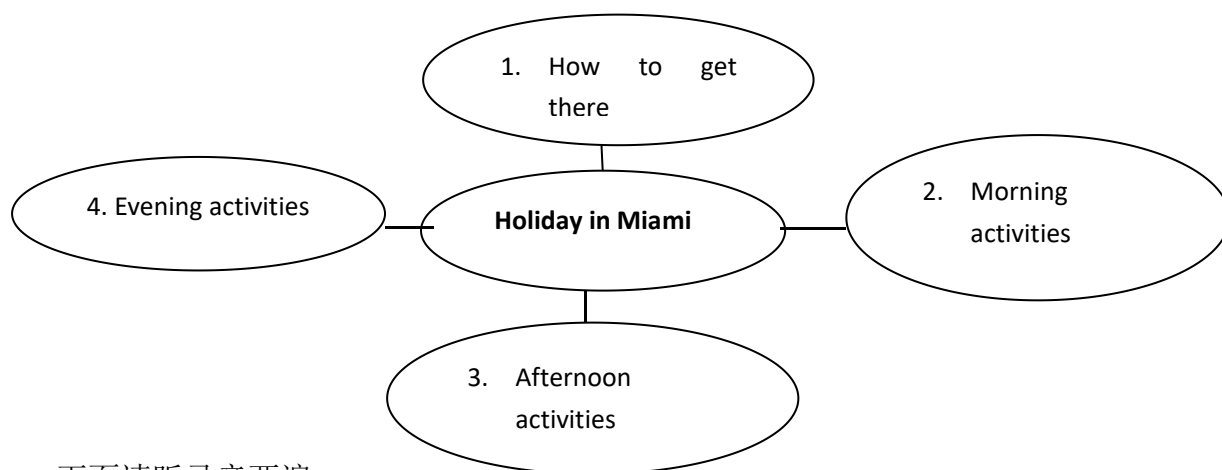 1. How to get
there
4. Evening activities
Holiday in Miami
2. Morning
activities
3. Afternoon
activities